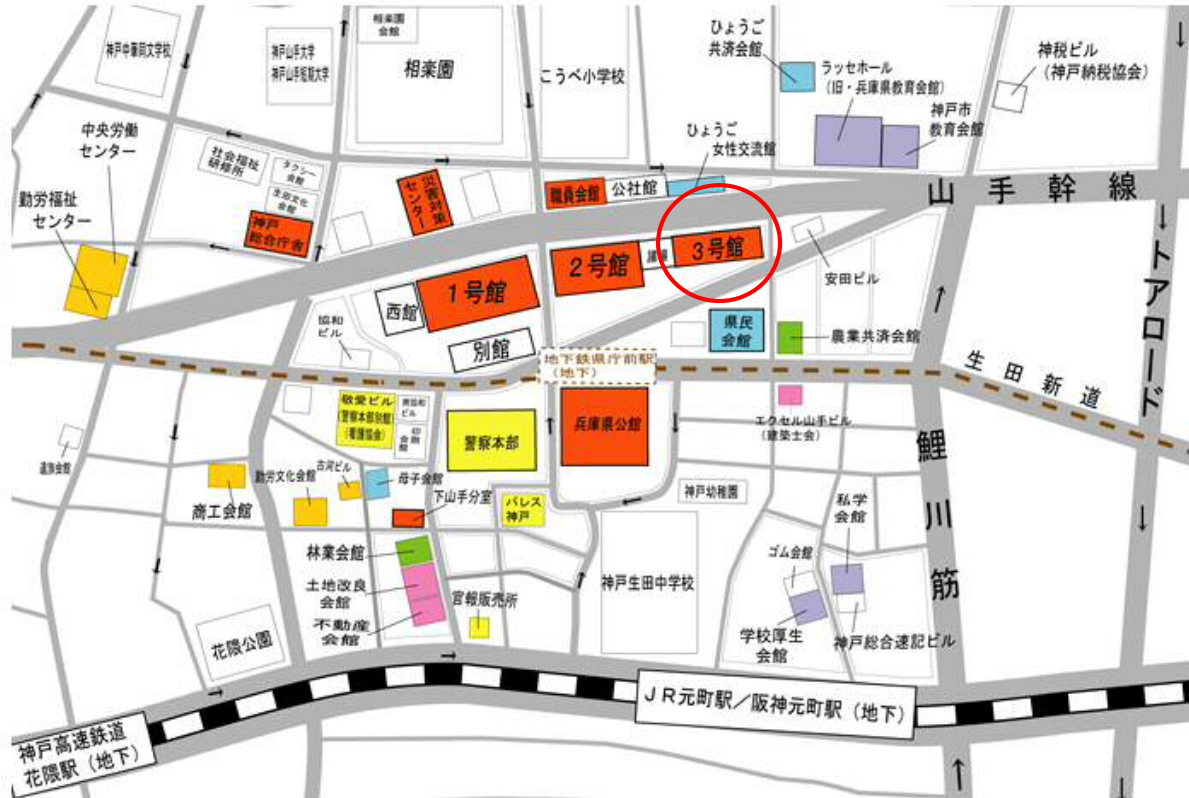 相楽園
会館
神戸中華同文学校
神戸山手大学
神戸山手短期大学
相楽園
こうべ小学校
ひょうご
共済会館
ラッセホール
(旧・兵庫県教育会館)
神戸市
教育会館
神税ビル
(神戸納税協会)
中央労働
センター
勤労福祉
センター
社会福祉
研修所
タクシー
会館
生田文化
会館
神戸
総合庁舎
災害対策
センター
職員会館
公社館
ひょうご
女性交流館
山手幹線
トアロード
1号館
2号館
議場
3号館
安田ビル
西館
別館
協和
ビル
県民
会館
農業共済会館
地下鉄県庁前駅
(地下)
生田新道
敬愛ビル
(警察本部別館)
(看護協会)
警察本部
兵庫県公館
エクセル山手ビル
(建築士会)
鯉川筋
遺族会館
商工会館
勤労文化会館
古河ビル
母子会館
下山手分室
パレス
神戸
神戸幼稚園
私学
会館
林業会館
土地改良
会館
不動産
会館
官報販売所
神戸生田中学校
ゴム会館
学校厚生
会館
神戸総合速記ビル
花隈公園
神戸高速鉄道
花隈駅(地下)
JR元町駅/阪神元町駅(地下)